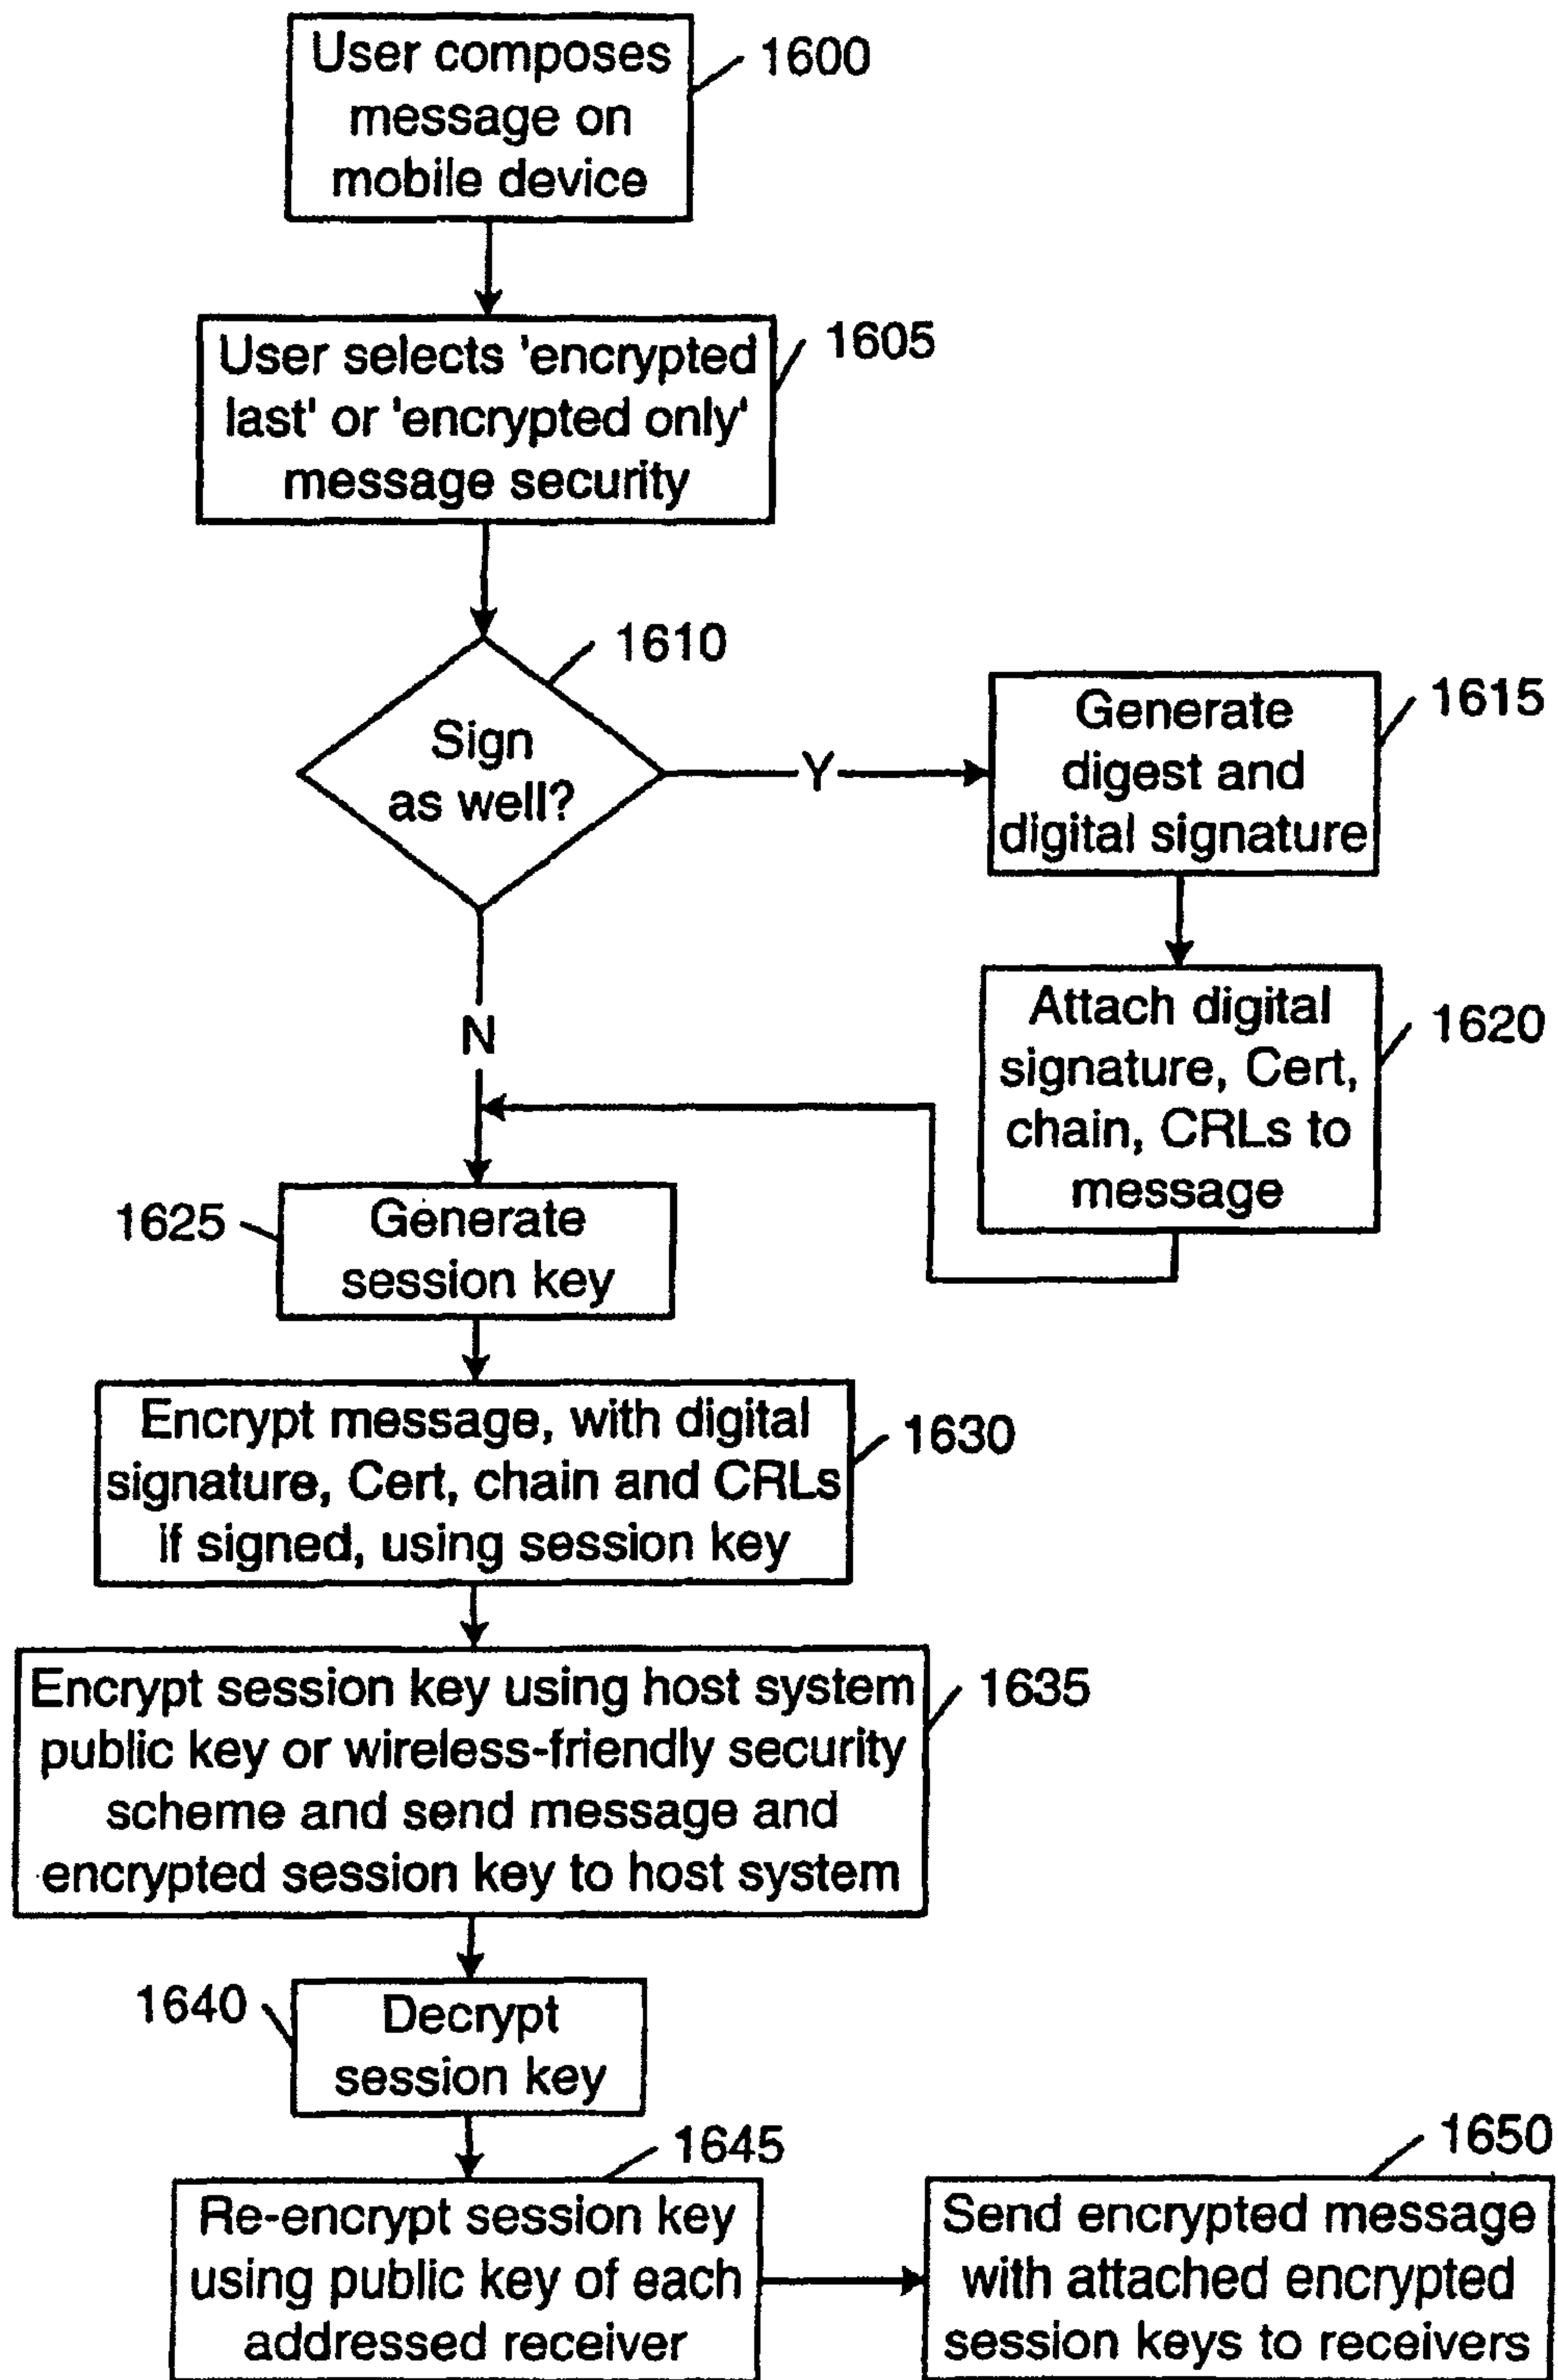 User composes
message on
mobile device
1600
User selects 'encrypted
last' or 'encrypted only'
message security
1605
1610
Sign
as well?
Y
Generate
digest and
digital signature
1615
N
Attach digital
signature, Cert,
chain, CRLs to
message
1620
1625
Generate
session key
Encrypt message, with digital
signature, Cert, chain and CRLs
if signed, using session key
1630
Encrypt session key using host system
public key or wireless-friendly security
scheme and send message and
encrypted session key to host system
1635
1640
Decrypt
session key
1645
Re-encrypt session key
using public key of each
addressed receiver
1650
Send encrypted message
with attached encrypted
session keys to receivers